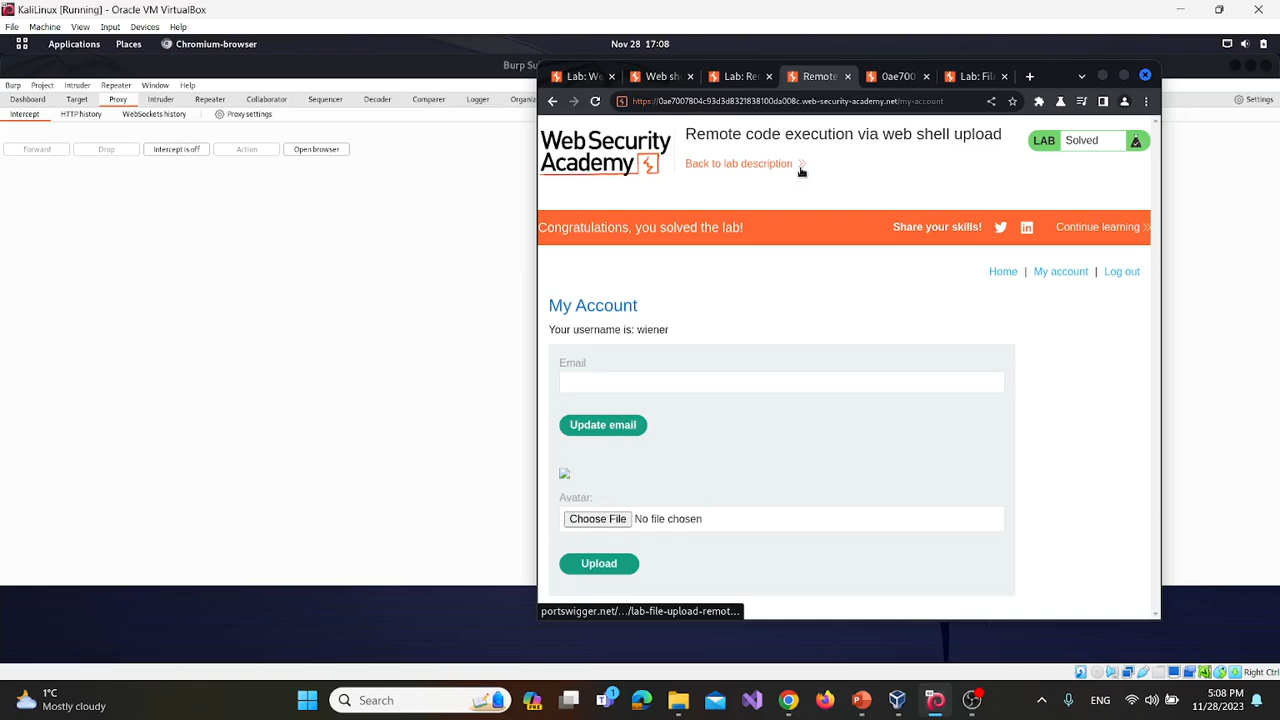 KaliLinux [Running] - Oracle VM VirtualBox
File Machine View Input Devices Help
Applications Places Chromium-browser Nov 28 17:08
Burp Su
Burp Project Intruder Repeater Window Help
Dashboard Target Proxy Intruder Repeater Collaborator Sequencer Decoder Comparer Logger Organiz Settings
Intercept HTTP history WebSockets history Proxy settings
Forward Drop Intercept is off Action Open browser
Lab: We Web sh Lab: Re Remote 0ae700 Lab: File
https://0ae7007804c93d3d8321838100da008c.web-security-academy.net/my-account
Web Security Academy
Remote code execution via web shell upload
Back to lab description
LAB Solved
Congratulations, you solved the lab!
Share your skills! Continue learning
Home | My account | Log out
My Account
Your username is: wiener
Email
Update email
Avatar:
Choose File No file chosen
Upload
portswigger.net/…/lab-file-upload-remot…
Right Ctrl
1°C
Mostly cloudy
Search
1
ENG
5:08 PM
11/28/2023